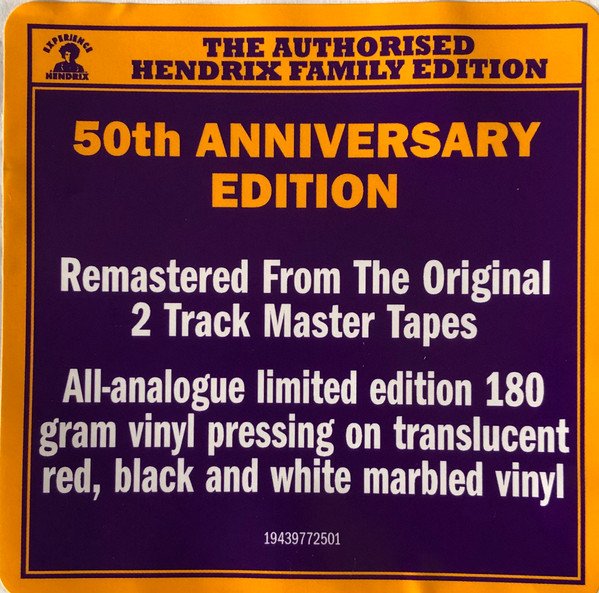 EXPERIENCE
HENDRIX
THE AUTHORISED
HENDRIX FAMILY EDITION
50th ANNIVERSARY
EDITION
Remastered From The Original
2 Track Master Tapes
All-analogue limited edition 180
gram vinyl pressing on translucent
red, black and white marbled vinyl
19439772501